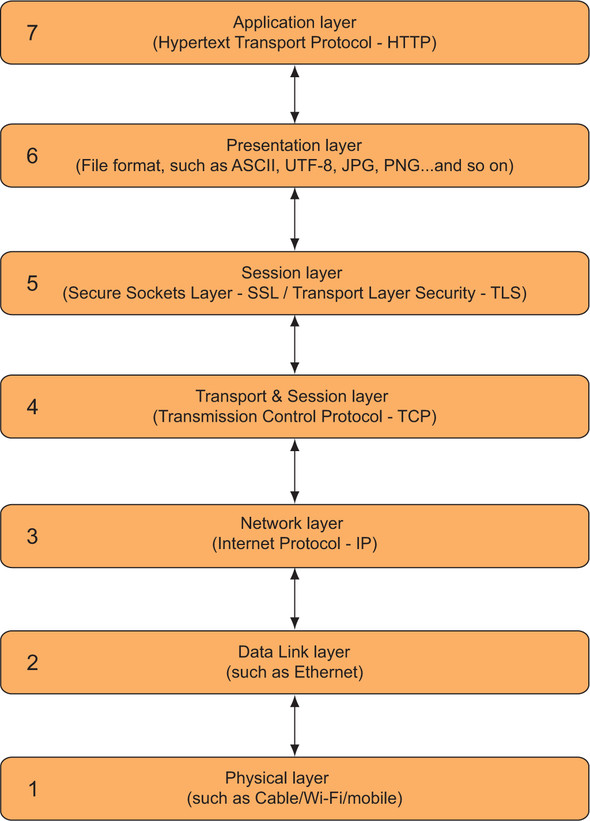 7
Application layer
(Hypertext Transport Protocol - HTTP)
6
Presentation layer
(File format, such as ASCII, UTF-8, JPG, PNG...and so on)
5
Session layer
(Secure Sockets Layer - SSL / Transport Layer Security - TLS)
4
Transport & Session layer
(Transmission Control Protocol - TCP)
3
Network layer
(Internet Protocol - IP)
2
Data Link layer
(such as Ethernet)
1
Physical layer
(such as Cable/Wi-Fi/mobile)